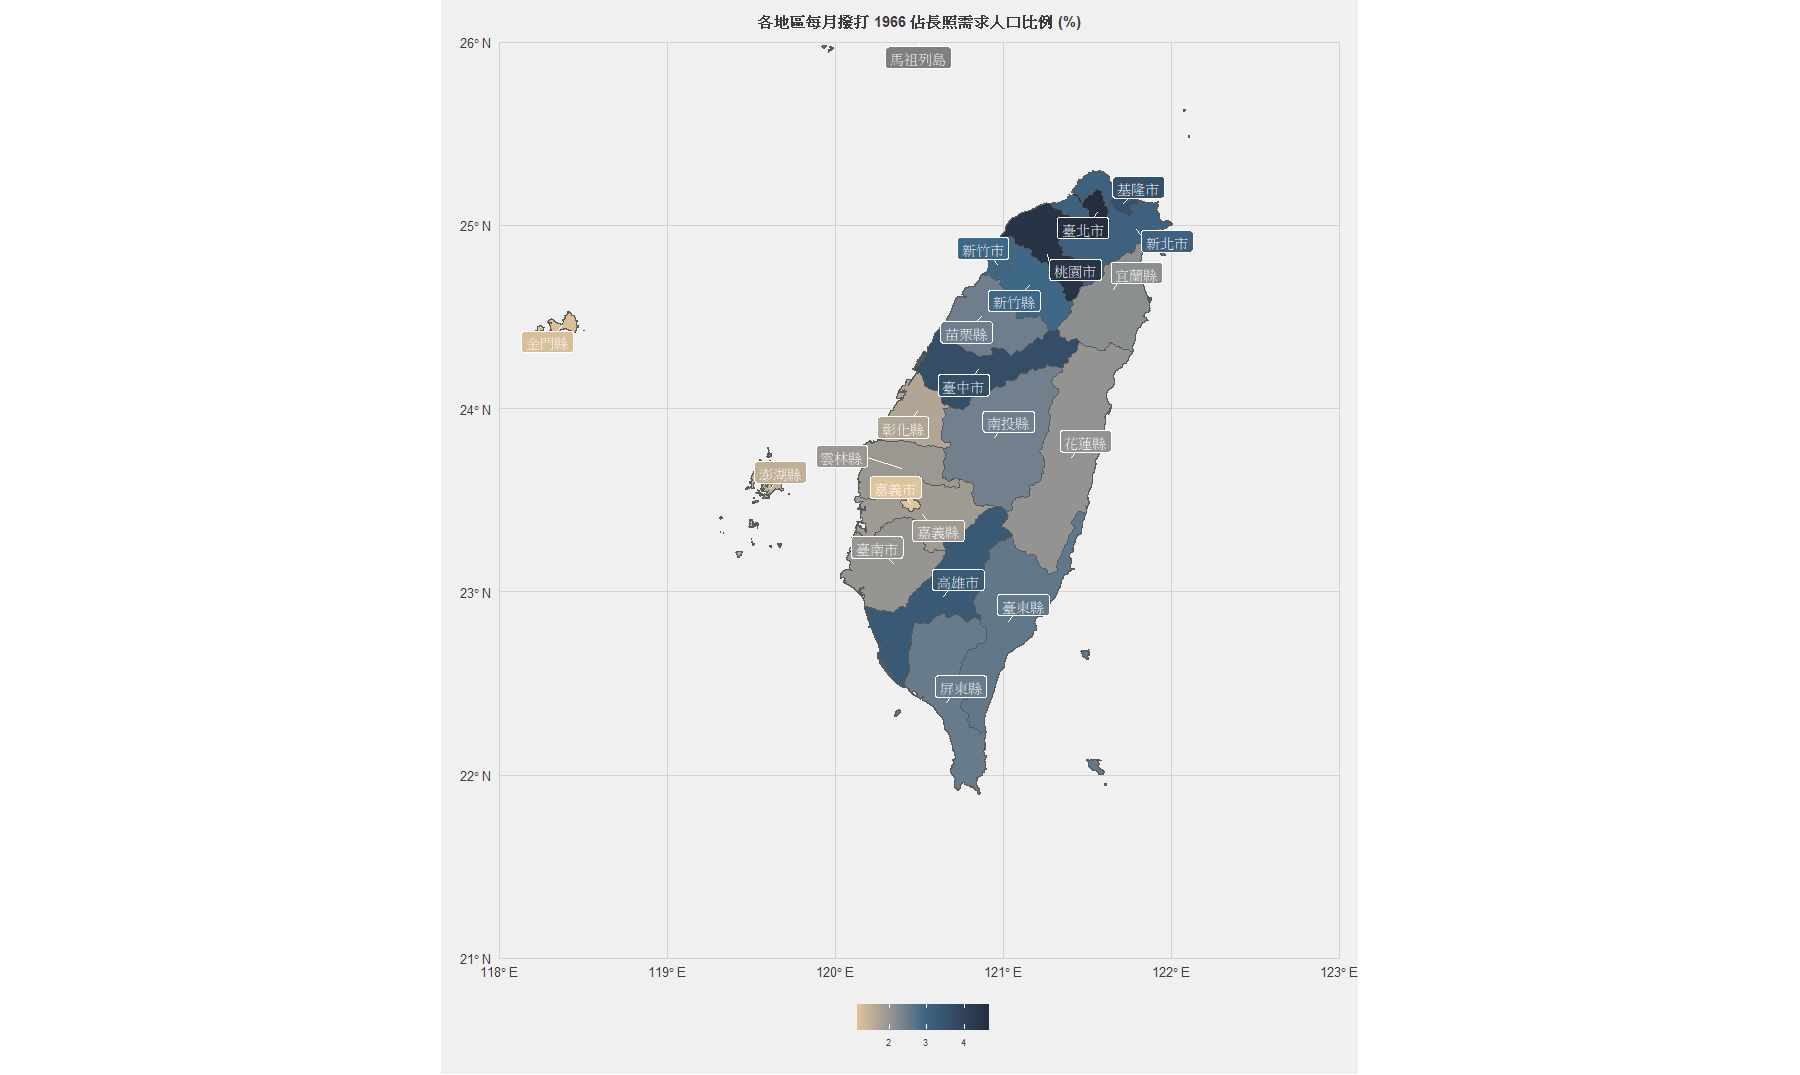 各地區每月撥打 1966 佔長照需求人口比例 (%)
26° N
馬祖列島
基隆市
25° N
臺北市
新北市
新竹市
桃園市
宜蘭縣
新竹縣
苗栗縣
金門縣
臺中市
24° N
南投縣
彰化縣
花蓮縣
雲林縣
澎湖縣
嘉義市
嘉義縣
臺南市
高雄市
23° N
臺東縣
屏東縣
22° N
21° N
118° E 119° E 120° E 121° E 122° E 123° E
2 3 4